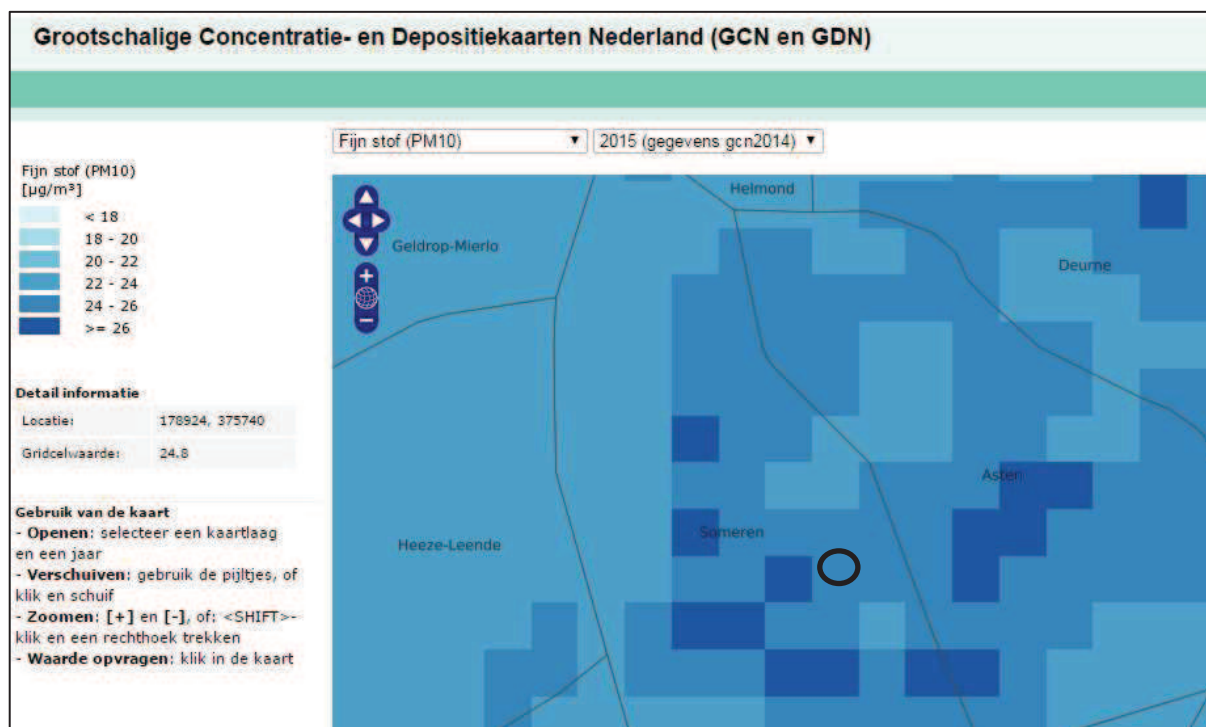 Grootschalige Concentratie- en Depositiekaarten Nederland (GCN en GDN)
Fijn stof (PM10)
2015 (gegevens gcn2014)
Fijn stof (PM10)
[µg/m³]
< 18
18 - 20
20 - 22
22 - 24
24 - 26
>= 26
Detail informatie
Locatie: 178924, 375740
Gridcelwaarde: 24.8
Gebruik van de kaart
- Openen: selecteer een kaartlaag
en een jaar
- Verschuiven: gebruik de pijltjes, of
klik en schuif
- Zoomen: [+] en [-], of: <SHIFT>-
klik en een rechthoek trekken
- Waarde opvragen: klik in de kaart
Helmond
Geldrop-Mierlo
Deurne
Asten
Someren
Heeze-Leende